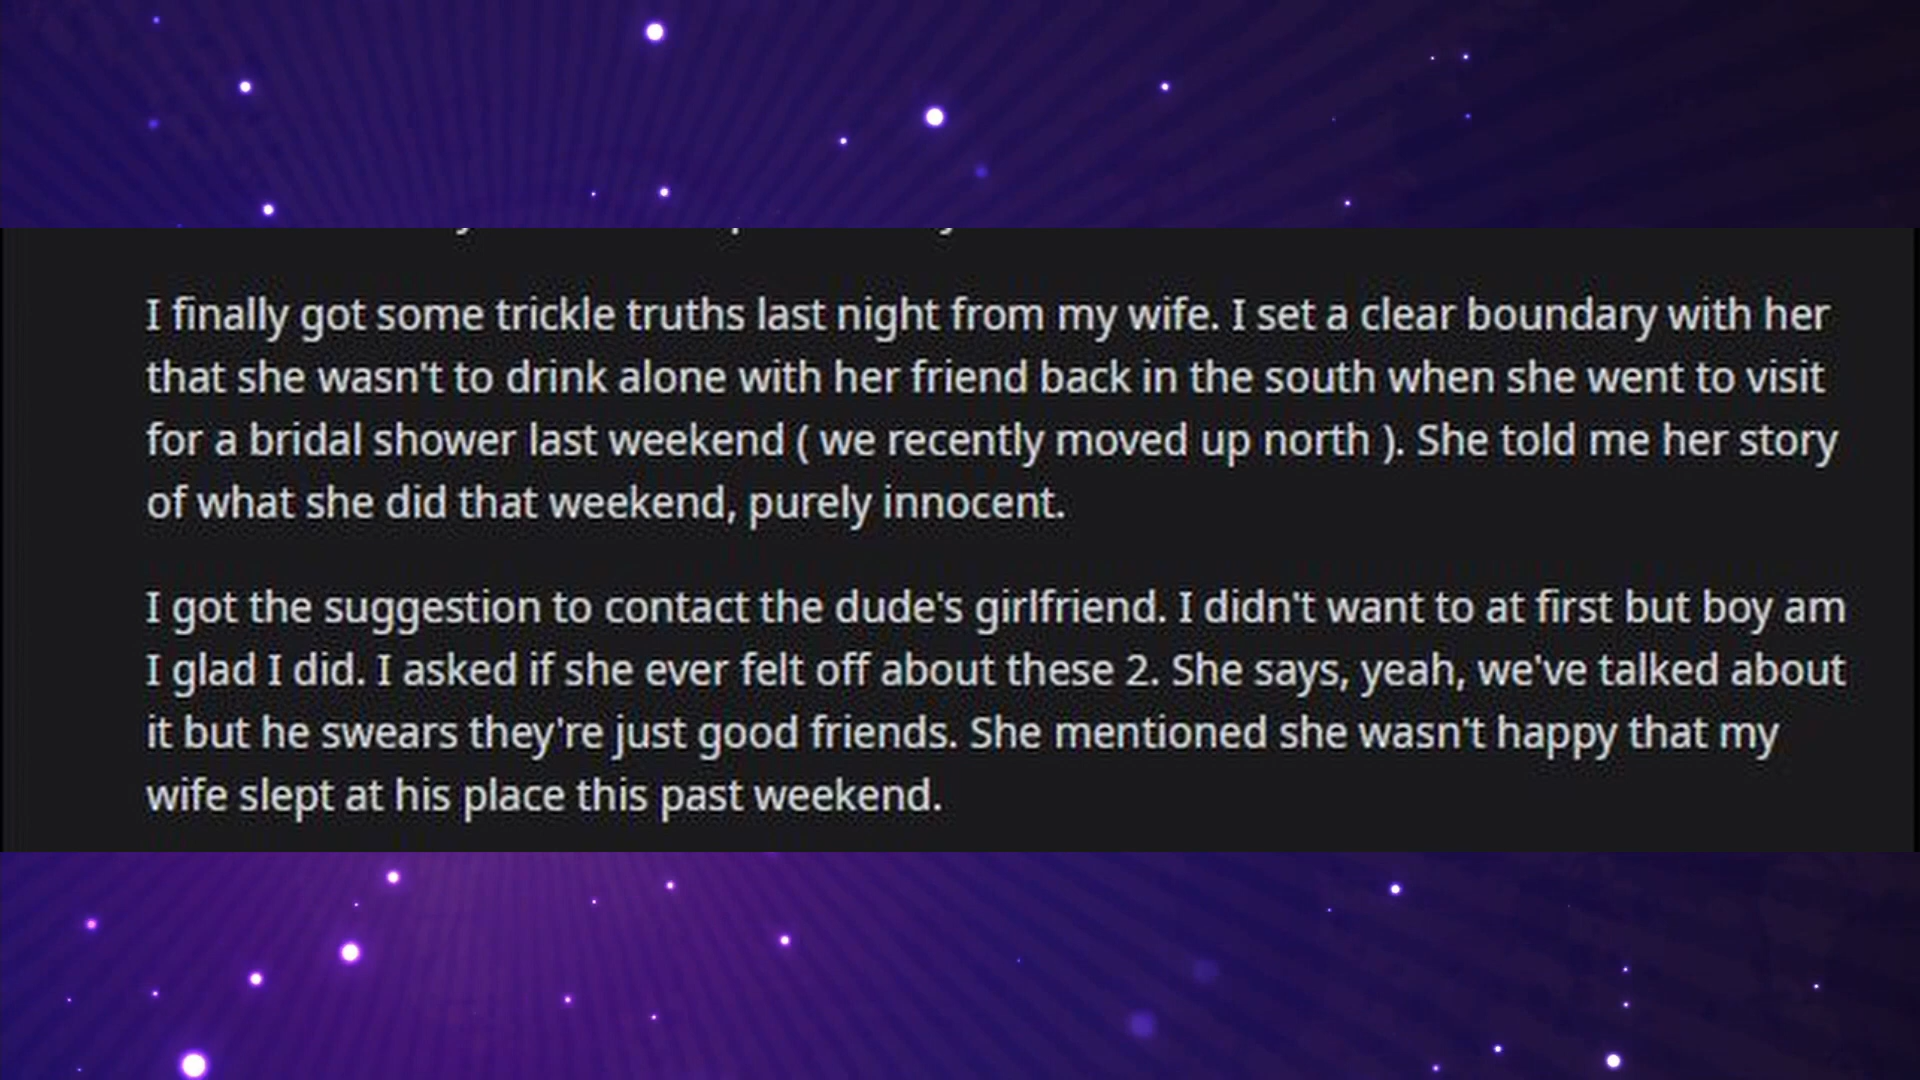 I finally got some trickle truths last night from my wife. I set a clear boundary with her
that she wasn't to drink alone with her friend back in the south when she went to visit
for a bridal shower last weekend ( we recently moved up north ). She told me her story
of what she did that weekend, purely innocent.
I got the suggestion to contact the dude's girlfriend. I didn't want to at first but boy am
I glad I did. I asked if she ever felt off about these 2. She says, yeah, we've talked about
it but he swears they're just good friends. She mentioned she wasn't happy that my
wife slept at his place this past weekend.